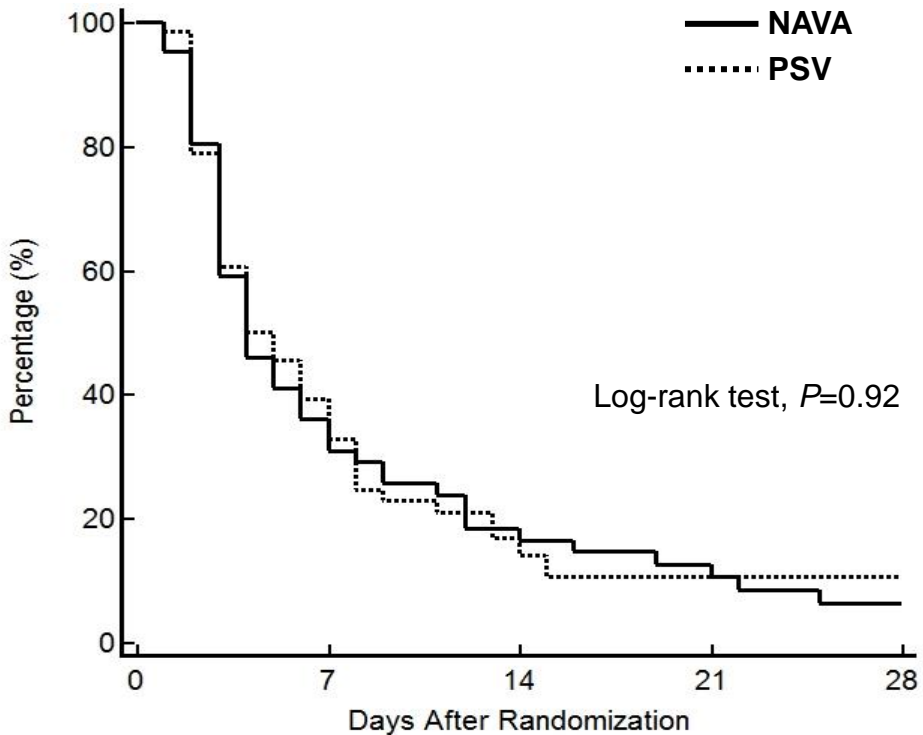 NAVA
PSV
100
80
60
40
20
0
Percentage (%)
Log-rank test, P=0.92
0 7 14 21 28
Days After Randomization